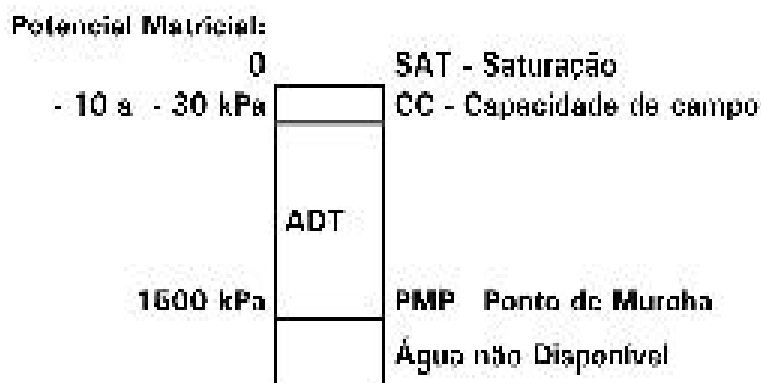 Potencial Matricial:
0 SAT - Saturação
- 10 a - 30 kPa CC - Capacidade de campo
ADT
1500 kPa PMP Ponto de Murcha
Água não Disponível